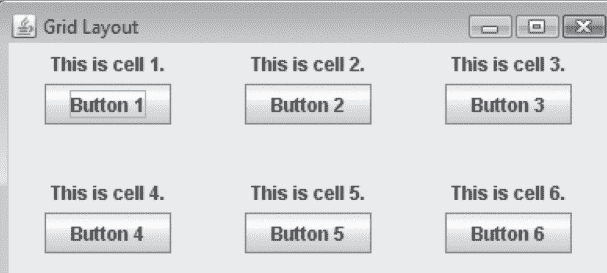 Grid Layout
This is cell 1. This is cell 2. This is cell 3.
Button 1 Button 2 Button 3
This is cell 4. This is cell 5. This is cell 6.
Button 4 Button 5 Button 6